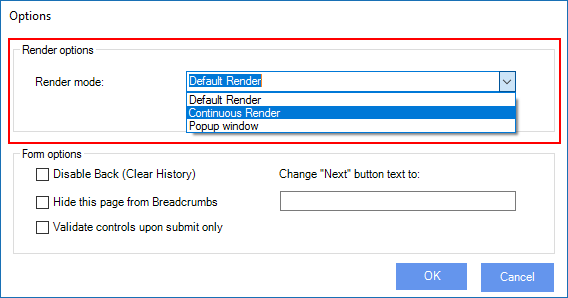 Options
Render options
Render mode:
Default Render
Default Render
Continuous Render
Popup window
Form options
Disable Back (Clear History)
Change "Next" button text to:
Hide this page from Breadcrumbs
Validate controls upon submit only
OK
Cancel